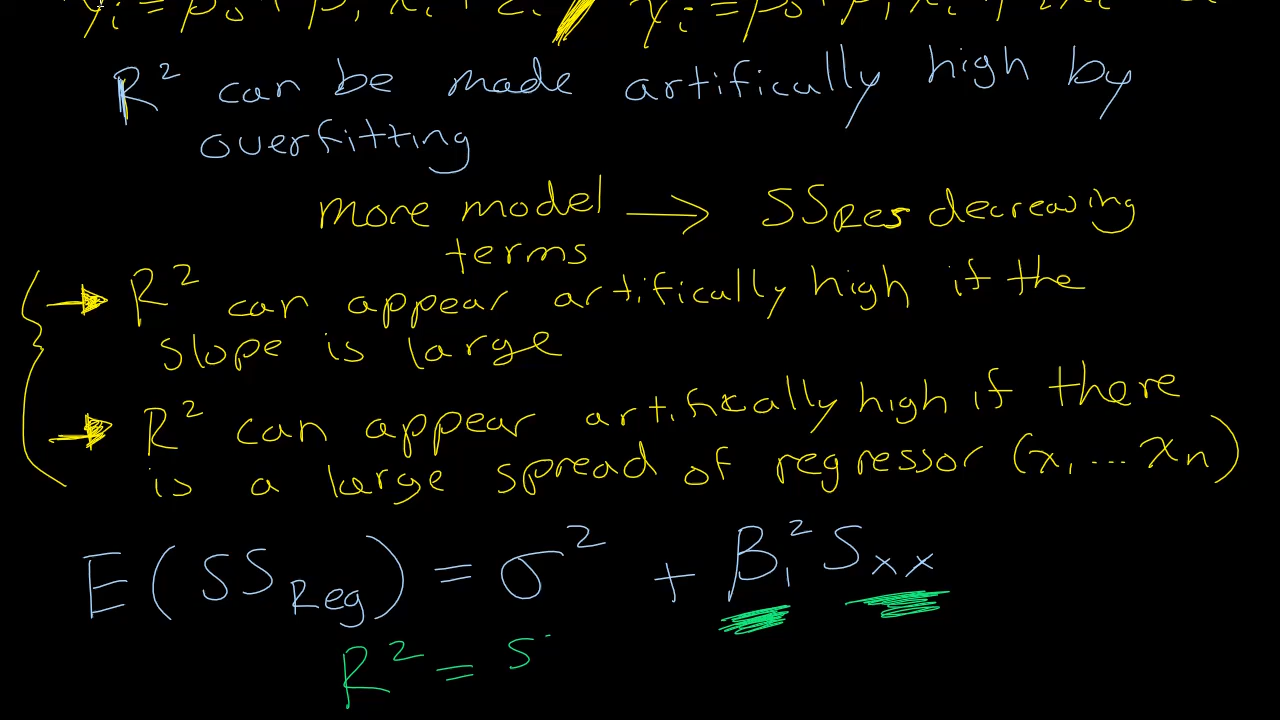 R² can be made artifically high by
overfitting
more model → SSRes decreasing
terms
→ R² can appear artifically high if the
slope is large
→ R² can appear artifically high if there
is a large spread of regressor (x₁ ... xₙ)
E(SSReg) = σ² + β₁² Sxx
R² = S